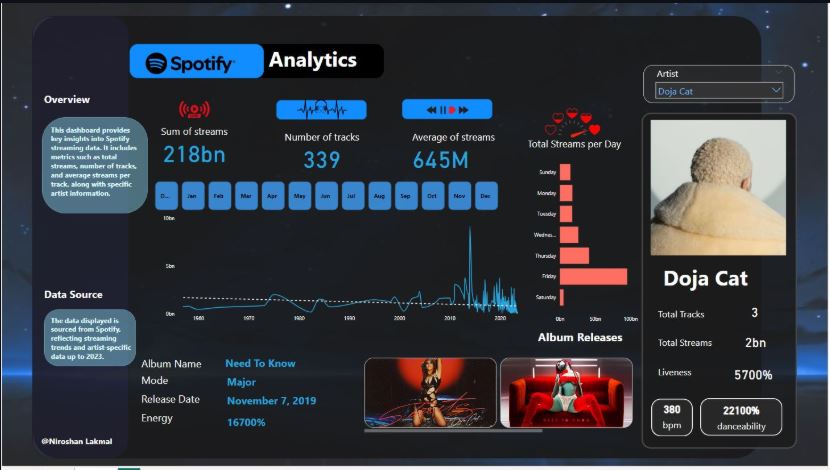 Spotify
Analytics
Overview
This dashboard provides
key insights into Spotify
streaming data. It includes
metrics such as total
streams, number of tracks,
and average streams per
track, along with specific
artist information.
Data Source
The data displayed is
sourced from Spotify,
reflecting streaming
trends and artist-specific
data up to 2023.
@Niroshan Lakmal
Sum of streams
218bn
Number of tracks
339
Average of streams
645M
D... Jan Feb Mar Apr May Jun Jul Aug Sep Oct Nov Dec
10bn
5bn
0bn
1960 1970 1980 1990 2000 2010 2020
Album Name Need To Know
Mode Major
Release Date November 7, 2019
Energy 16700%
Total Streams per Day
Sunday
Monday
Tuesday
Wednes...
Thursday
Friday
Saturday
0bn 50bn 100bn
Album Releases
Artist
Doja Cat
Doja Cat
Total Tracks 3
Total Streams 2bn
Liveness 5700%
380
bpm
22100%
danceability